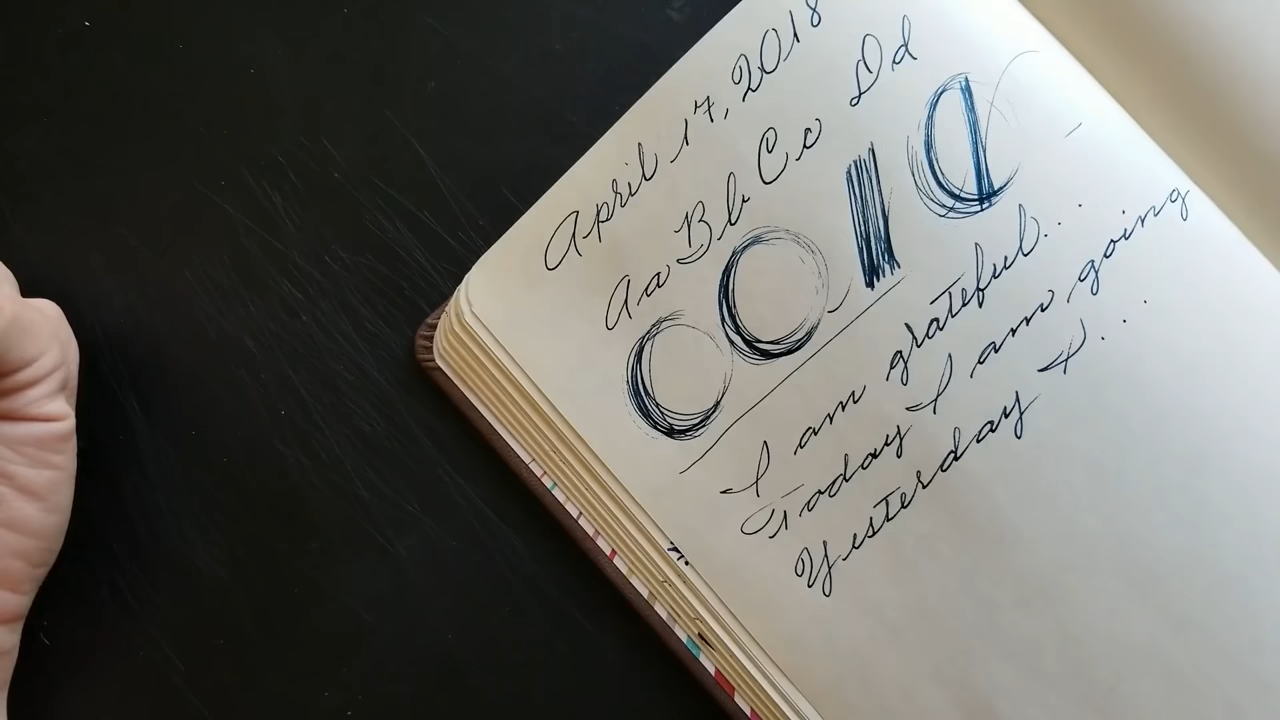 April 17, 2018
Aa Bb Cc Dd
I am grateful...
Today I am going
Yesterday I...